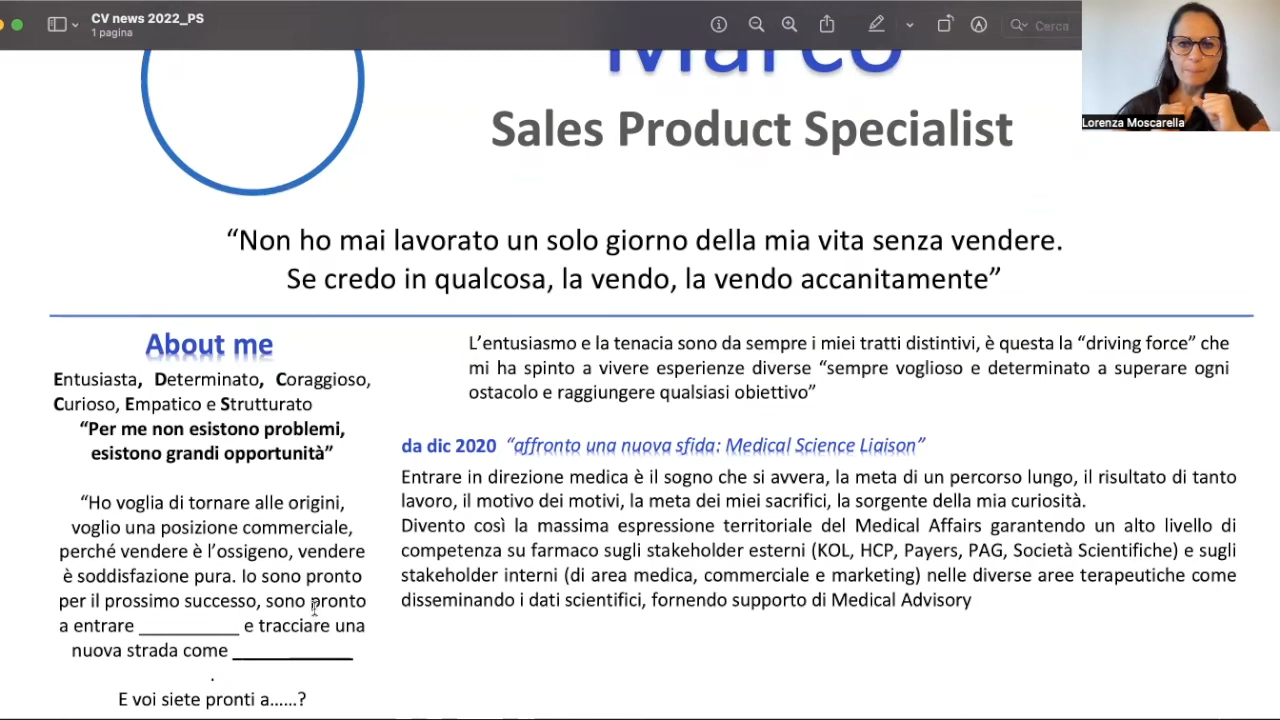 CV news 2022_PS
1 pagina
Cerca
Lorenza Moscarella
Marco
Sales Product Specialist
“Non ho mai lavorato un solo giorno della mia vita senza vendere.
Se credo in qualcosa, la vendo, la vendo accanitamente”
About me
Entusiasta, Determinato, Coraggioso,
Curioso, Empatico e Strutturato
“Per me non esistono problemi,
esistono grandi opportunità”
“Ho voglia di tornare alle origini,
voglio una posizione commerciale,
perché vendere è l’ossigeno, vendere
è soddisfazione pura. Io sono pronto
per il prossimo successo, sono pronto
a entrare __________ e tracciare una
nuova strada come ____________
.
E voi siete pronti a……?
L’entusiasmo e la tenacia sono da sempre i miei tratti distintivi, è questa la “driving force” che
mi ha spinto a vivere esperienze diverse “sempre voglioso e determinato a superare ogni
ostacolo e raggiungere qualsiasi obiettivo”
da dic 2020 “affronto una nuova sfida: Medical Science Liaison”
Entrare in direzione medica è il sogno che si avvera, la meta di un percorso lungo, il risultato di tanto
lavoro, il motivo dei motivi, la meta dei miei sacrifici, la sorgente della mia curiosità.
Divento così la massima espressione territoriale del Medical Affairs garantendo un alto livello di
competenza su farmaco sugli stakeholder esterni (KOL, HCP, Payers, PAG, Società Scientifiche) e sugli
stakeholder interni (di area medica, commerciale e marketing) nelle diverse aree terapeutiche come
disseminando i dati scientifici, fornendo supporto di Medical Advisory